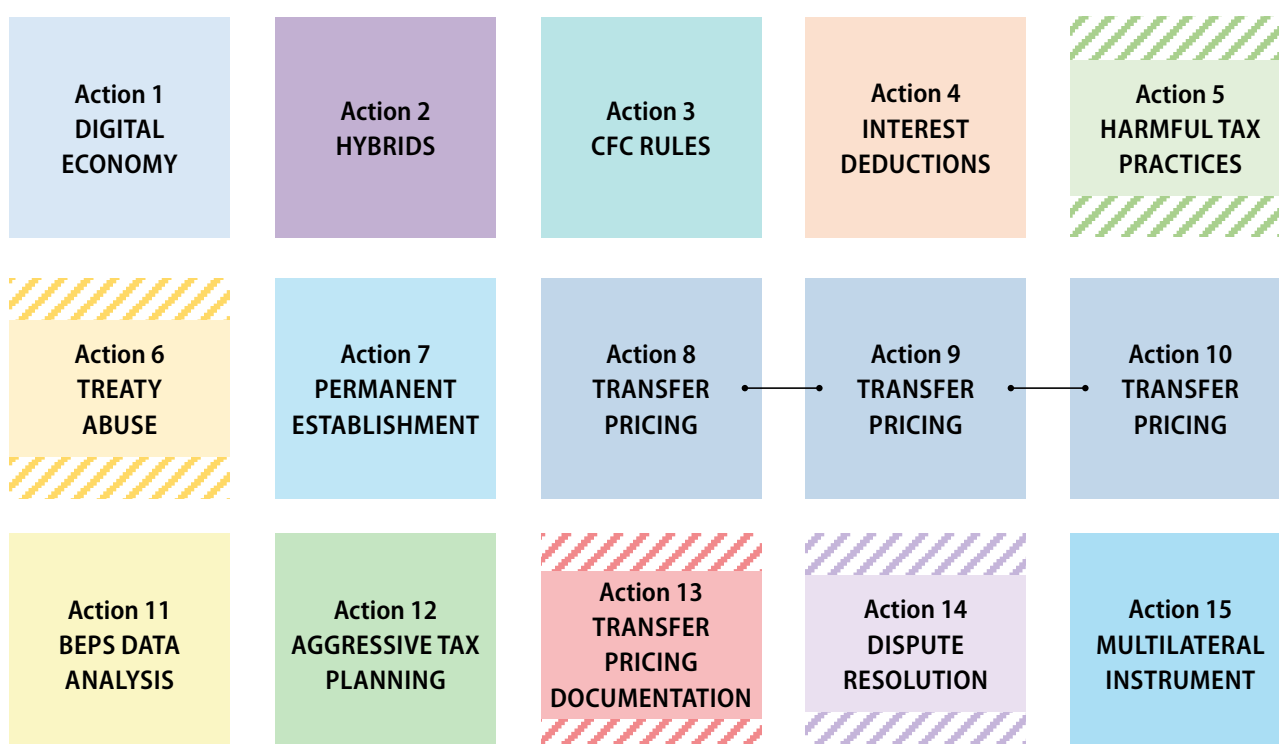 Action 1
DIGITAL
ECONOMY
Action 2
HYBRIDS
Action 3
CFC RULES
Action 4
INTEREST
DEDUCTIONS
Action 5
HARMFUL TAX
PRACTICES
Action 6
TREATY
ABUSE
Action 7
PERMANENT
ESTABLISHMENT
Action 8
TRANSFER
PRICING
Action 9
TRANSFER
PRICING
Action 10
TRANSFER
PRICING
Action 11
BEPS DATA
ANALYSIS
Action 12
AGGRESSIVE TAX
PLANNING
Action 13
TRANSFER
PRICING
DOCUMENTATION
Action 14
DISPUTE
RESOLUTION
Action 15
MULTILATERAL
INSTRUMENT